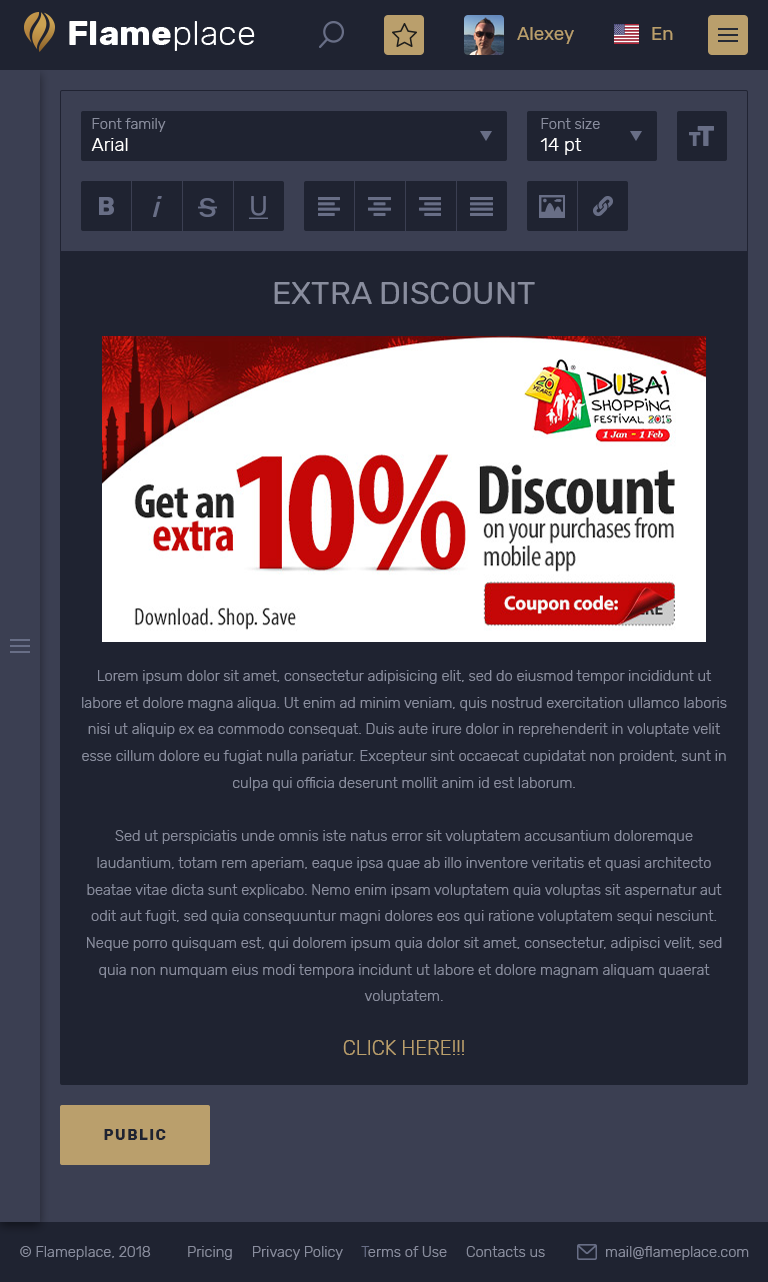 Flameplace
Alexey
En
Font family
Arial
Font size
14 pt
TT
B i S U
EXTRA DISCOUNT
20 YEARS
DUBAi
SHOPPiNG
FESTiVAL 2015
1 Jan - 1 Feb
Get an
extra
10%
Discount
on your purchases from
mobile app
Download. Shop. Save
Coupon code:
Lorem ipsum dolor sit amet, consectetur adipisicing elit, sed do eiusmod tempor incididunt ut
labore et dolore magna aliqua. Ut enim ad minim veniam, quis nostrud exercitation ullamco laboris
nisi ut aliquip ex ea commodo consequat. Duis aute irure dolor in reprehenderit in voluptate velit
esse cillum dolore eu fugiat nulla pariatur. Excepteur sint occaecat cupidatat non proident, sunt in
culpa qui officia deserunt mollit anim id est laborum.
Sed ut perspiciatis unde omnis iste natus error sit voluptatem accusantium doloremque
laudantium, totam rem aperiam, eaque ipsa quae ab illo inventore veritatis et quasi architecto
beatae vitae dicta sunt explicabo. Nemo enim ipsam voluptatem quia voluptas sit aspernatur aut
odit aut fugit, sed quia consequuntur magni dolores eos qui ratione voluptatem sequi nesciunt.
Neque porro quisquam est, qui dolorem ipsum quia dolor sit amet, consectetur, adipisci velit, sed
quia non numquam eius modi tempora incidunt ut labore et dolore magnam aliquam quaerat
voluptatem.
CLICK HERE!!!
PUBLIC
© Flameplace, 2018
Pricing
Privacy Policy
Terms of Use
Contacts us
mail@flameplace.com